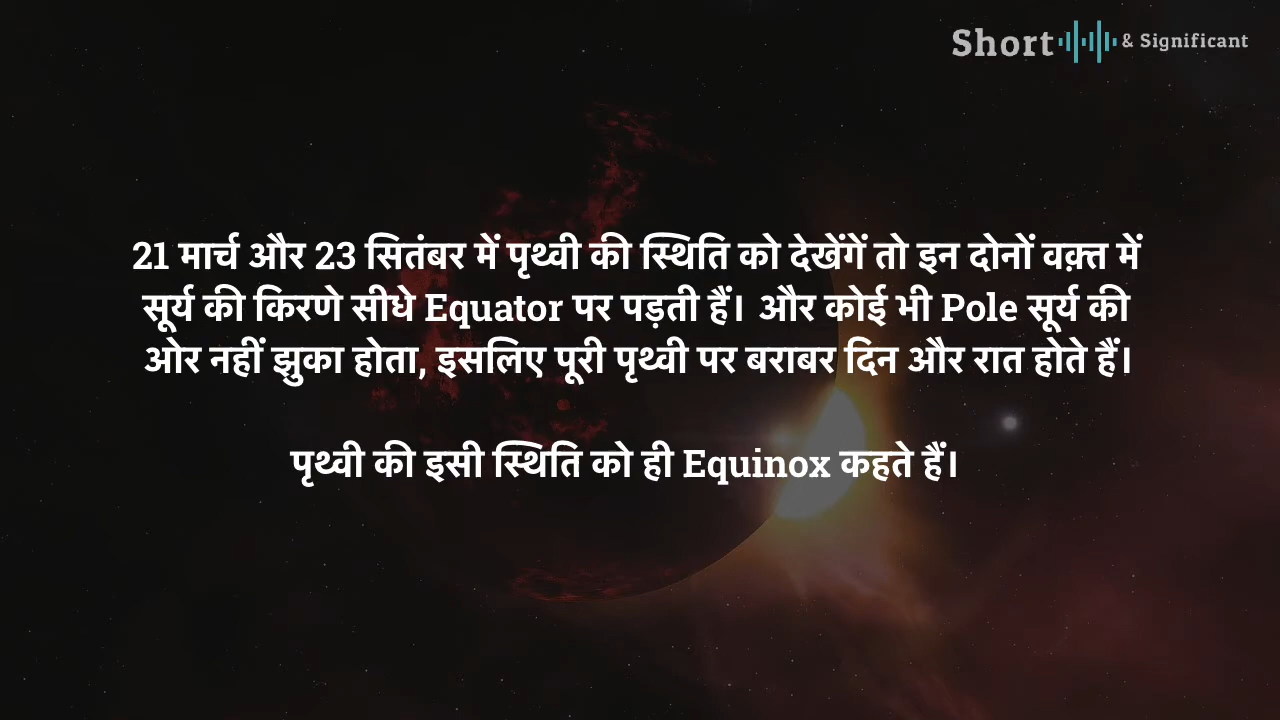 Short & Significant
21 मार्च और 23 सितंबर में पृथ्वी की स्थिति को देखेंगें तो इन दोनों वक़्त में
सूर्य की किरणे सीधे Equator पर पड़ती हैं। और कोई भी Pole सूर्य की
ओर नहीं झुका होता, इसलिए पूरी पृथ्वी पर बराबर दिन और रात होते हैं।
पृथ्वी की इसी स्थिति को ही Equinox कहते हैं।